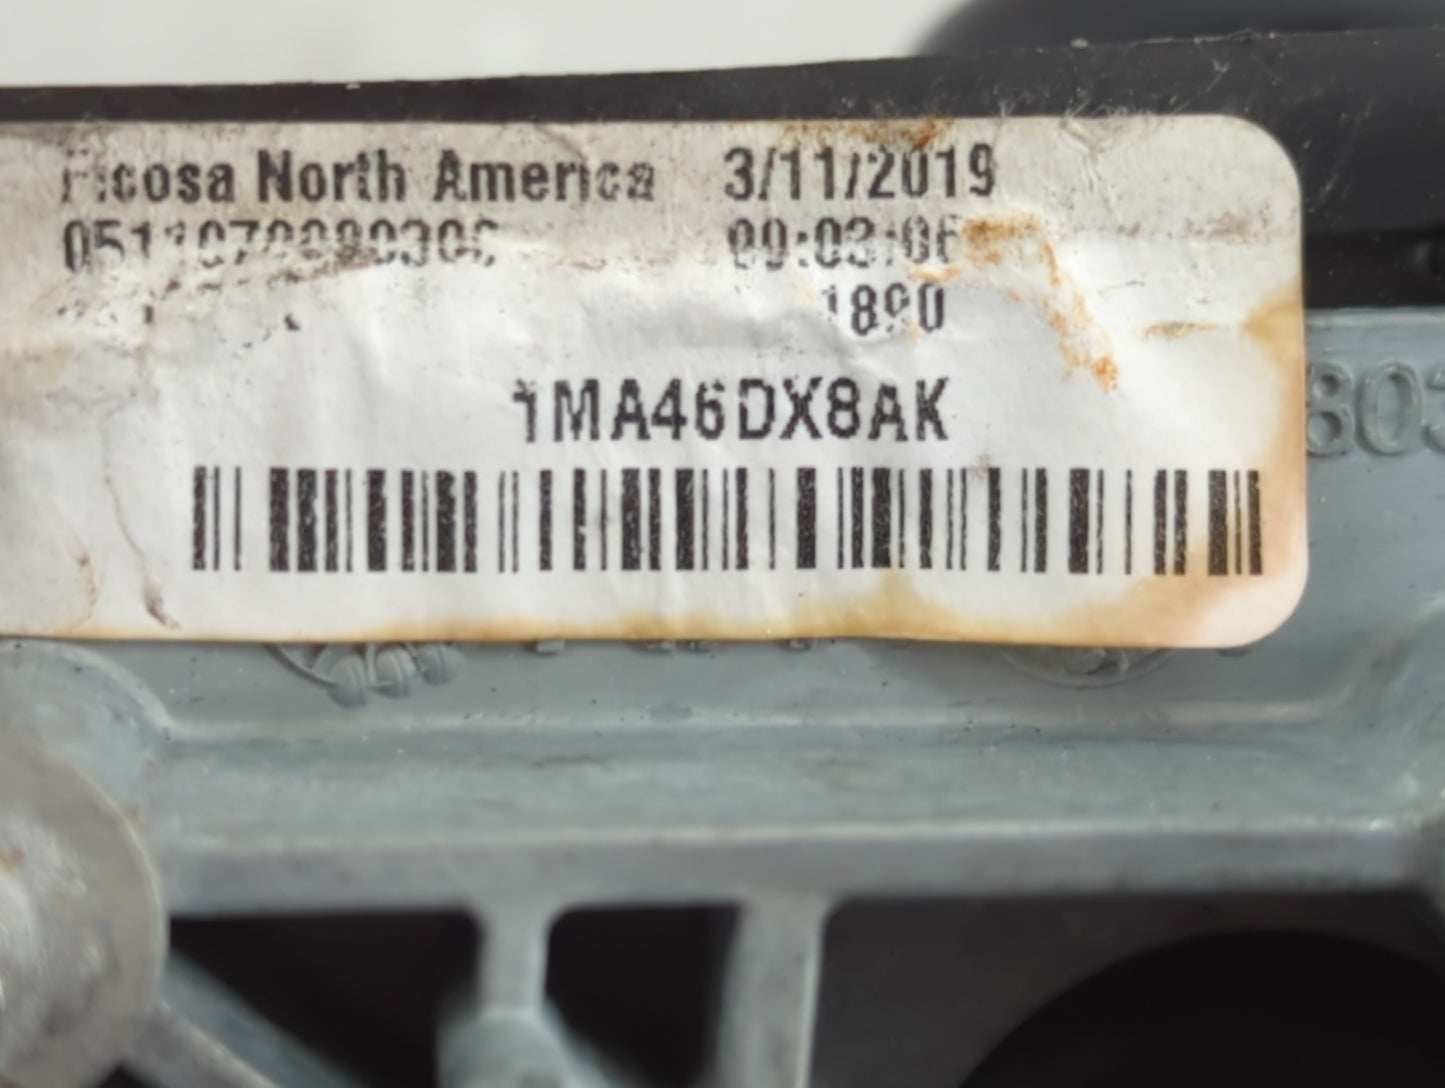 Ficosa North America 3/11/2019
09:03:06
1890
1MA46DX8AK